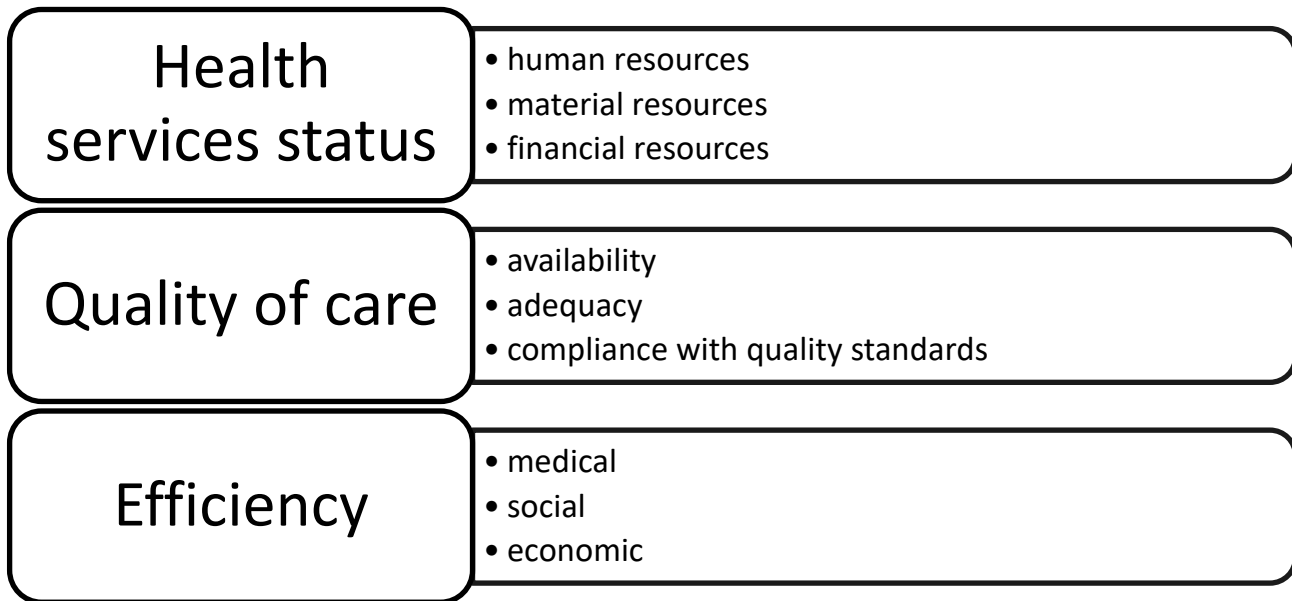 Health
services status
• human resources
• material resources
• financial resources
Quality of care
• availability
• adequacy
• compliance with quality standards
Efficiency
• medical
• social
• economic